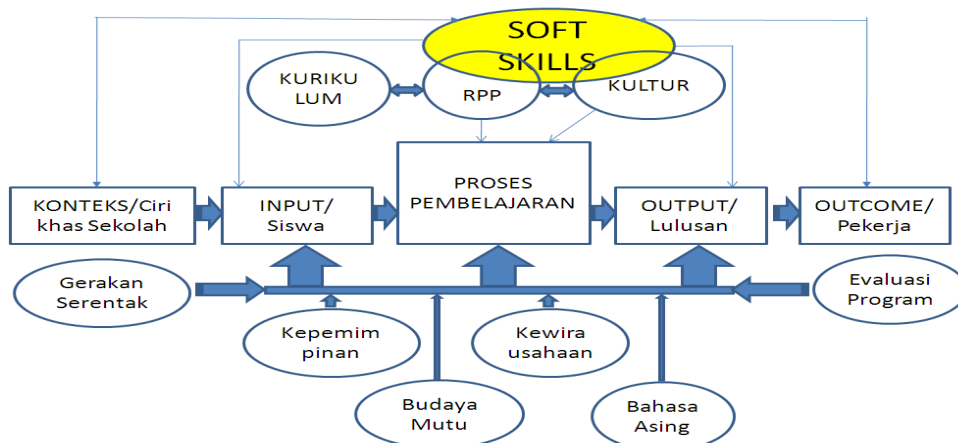 SOFT
SKILLS
KURIKU
LUM
RPP
KULTUR
KONTEKS/Ciri
khas Sekolah
INPUT/
Siswa
PROSES
PEMBELAJARAN
OUTPUT/
Lulusan
OUTCOME/
Pekerja
Gerakan
Serentak
Evaluasi
Program
Kepemim
pinan
Kewira
usahaan
Budaya
Mutu
Bahasa
Asing